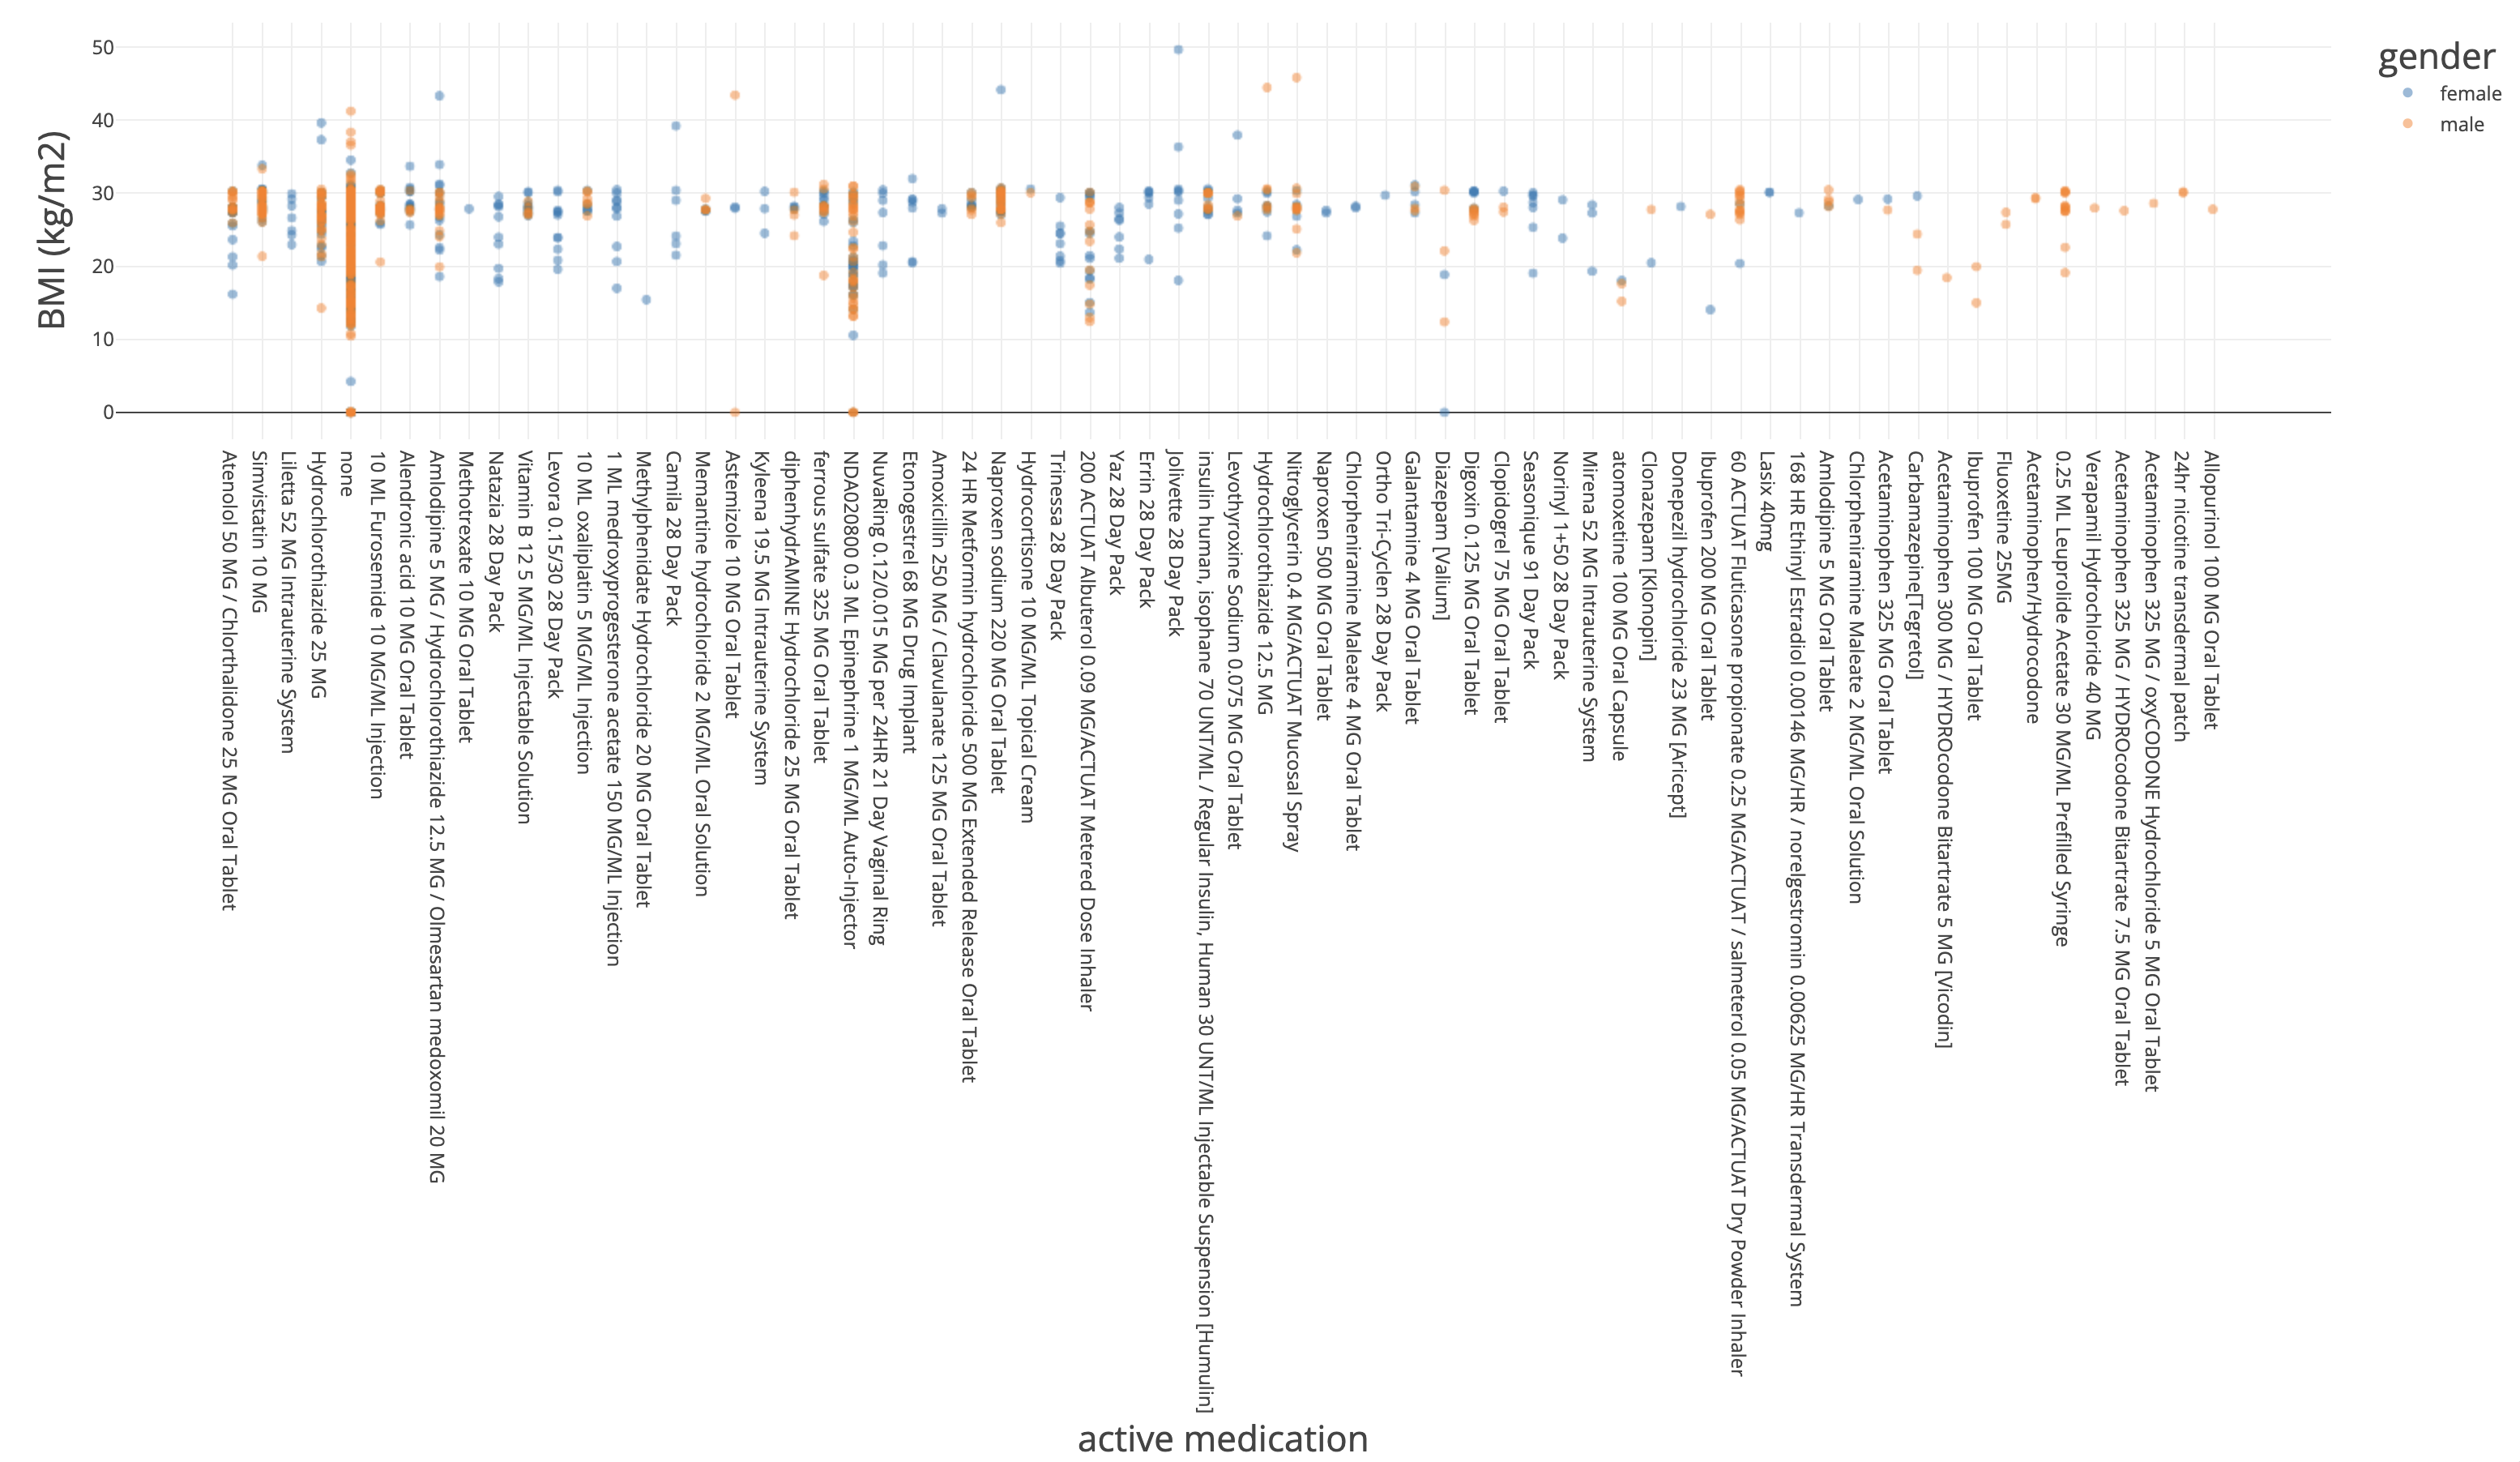 50
40
30
20
10
0
BMI (kg/m2)
gender
female
male
Atenolol 50 MG / Chlorthalidone 25 MG Oral Tablet
Simvistatin 10 MG
Liletta 52 MG Intrauterine System
Hydrochlorothiazide 25 MG
none
10 ML Furosemide 10 MG/ML Injection
Alendronic acid 10 MG Oral Tablet
Amlodipine 5 MG / Hydrochlorothiazide 12.5 MG / Olmesartan medoxomil 20 MG
Methotrexate 10 MG Oral Tablet
Natazia 28 Day Pack
Vitamin B 12 5 MG/ML Injectable Solution
Levora 0.15/30 28 Day Pack
10 ML oxaliplatin 5 MG/ML Injection
1 ML medroxyprogesterone acetate 150 MG/ML Injection
Methylphenidate Hydrochloride 20 MG Oral Tablet
Camila 28 Day Pack
Memantine hydrochloride 2 MG/ML Oral Solution
Astemizole 10 MG Oral Tablet
Kyleena 19.5 MG Intrauterine System
diphenhydrAMINE Hydrochloride 25 MG Oral Tablet
ferrous sulfate 325 MG Oral Tablet
NDA020800 0.3 ML Epinephrine 1 MG/ML Auto-Injector
NuvaRing 0.12/0.015 MG per 24HR 21 Day Vaginal Ring
Etonogestrel 68 MG Drug Implant
Amoxicillin 250 MG / Clavulanate 125 MG Oral Tablet
24 HR Metformin hydrochloride 500 MG Extended Release Oral Tablet
Naproxen sodium 220 MG Oral Tablet
Hydrocortisone 10 MG/ML Topical Cream
Trinessa 28 Day Pack
200 ACTUAT Albuterol 0.09 MG/ACTUAT Metered Dose Inhaler
Yaz 28 Day Pack
Errin 28 Day Pack
Jolivette 28 Day Pack
insulin human, isophane 70 UNT/ML / Regular Insulin, Human 30 UNT/ML Injectable Suspension [Humulin]
Levothyroxine Sodium 0.075 MG Oral Tablet
Hydrochlorothiazide 12.5 MG
Nitroglycerin 0.4 MG/ACTUAT Mucosal Spray
Naproxen 500 MG Oral Tablet
Chlorpheniramine Maleate 4 MG Oral Tablet
Ortho Tri-Cyclen 28 Day Pack
Galantamine 4 MG Oral Tablet
Diazepam [Valium]
Digoxin 0.125 MG Oral Tablet
Clopidogrel 75 MG Oral Tablet
Seasonique 91 Day Pack
Norinyl 1+50 28 Day Pack
Mirena 52 MG Intrauterine System
atomoxetine 100 MG Oral Capsule
Clonazepam [Klonopin]
Donepezil hydrochloride 23 MG [Aricept]
Ibuprofen 200 MG Oral Tablet
60 ACTUAT Fluticasone propionate 0.25 MG/ACTUAT / salmeterol 0.05 MG/ACTUAT Dry Powder Inhaler
Lasix 40mg
168 HR Ethinyl Estradiol 0.00146 MG/HR / norelgestromin 0.00625 MG/HR Transdermal System
Amlodipine 5 MG Oral Tablet
Chlorpheniramine Maleate 2 MG/ML Oral Solution
Acetaminophen 325 MG Oral Tablet
Carbamazepine[Tegretol]
Acetaminophen 300 MG / HYDROcodone Bitartrate 5 MG [Vicodin]
Ibuprofen 100 MG Oral Tablet
Fluoxetine 25MG
Acetaminophen/Hydrocodone
0.25 ML Leuprolide Acetate 30 MG/ML Prefilled Syringe
Verapamil Hydrochloride 40 MG
Acetaminophen 325 MG / HYDROcodone Bitartrate 7.5 MG Oral Tablet
Acetaminophen 325 MG / oxyCODONE Hydrochloride 5 MG Oral Tablet
24hr nicotine transdermal patch
Allopurinol 100 MG Oral Tablet
active medication